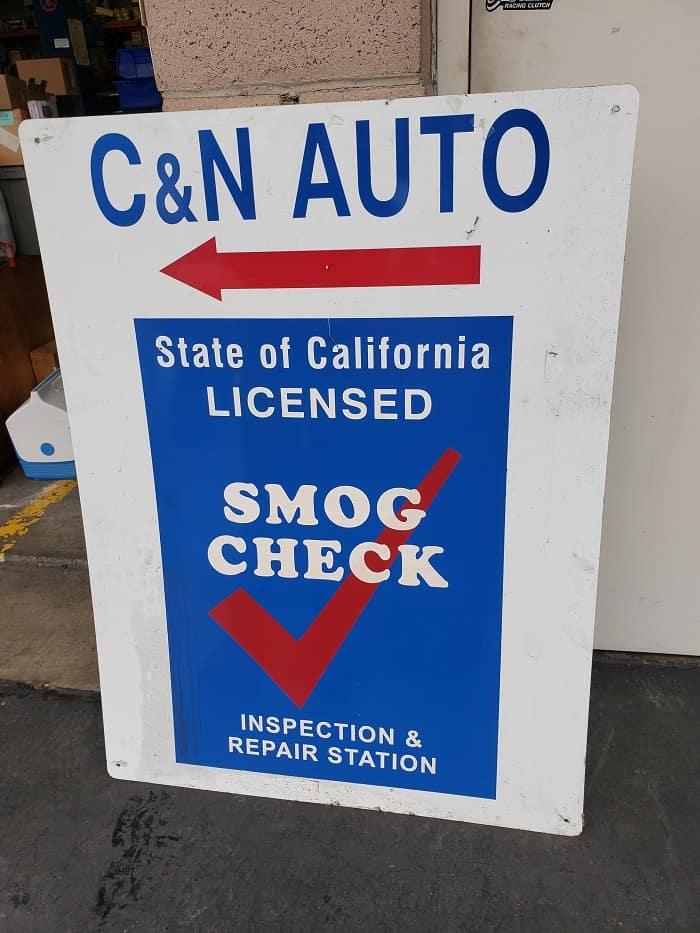 RACING CLUTCH
C&N AUTO
State of California
LICENSED
SMOG
CHECK
INSPECTION &
REPAIR STATION